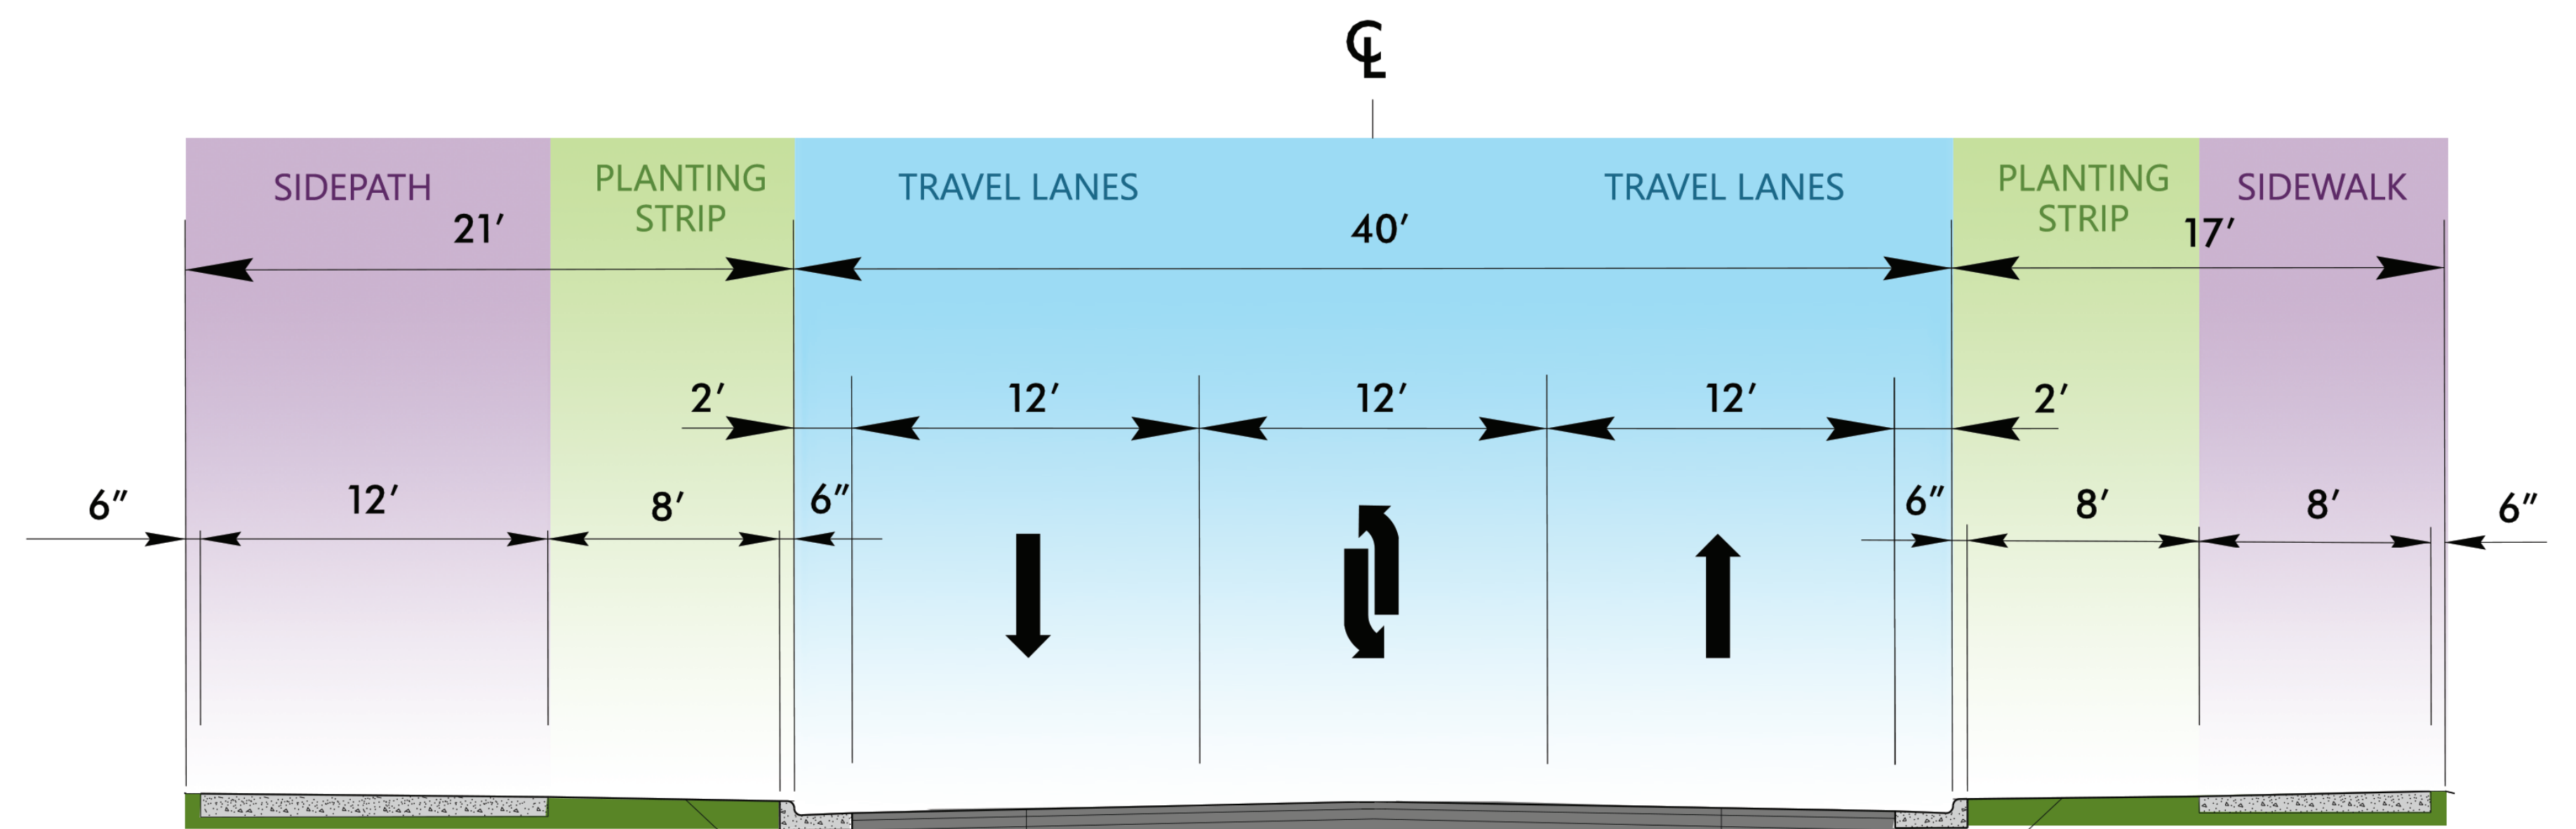 ℄
SIDEPATH
PLANTING
STRIP
TRAVEL LANES
TRAVEL LANES
PLANTING
STRIP
SIDEWALK
21′
40′
17′
2′
12′
12′
12′
2′
6″
12′
8′
6″
6″
8′
8′
6″